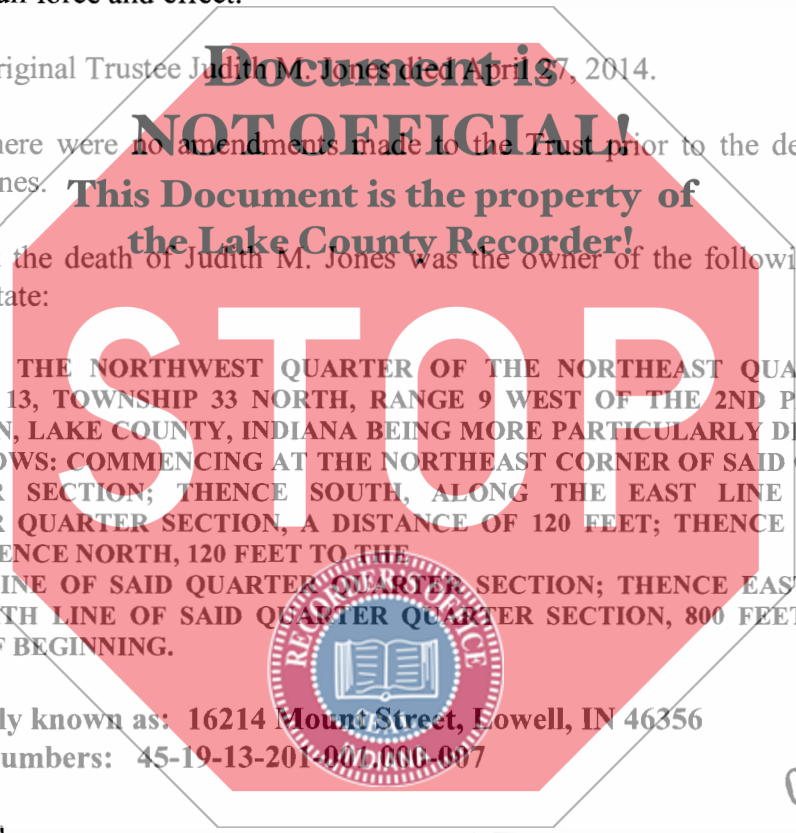 full force and effect.
riginal Trustee Judith M. Jones died April 27, 2014.
here were no amendments made to the Trust prior to the de
nes.
the death of Judith M. Jones was the owner of the followi
tate:
THE NORTHWEST QUARTER OF THE NORTHEAST QUA
13, TOWNSHIP 33 NORTH, RANGE 9 WEST OF THE 2ND P
N, LAKE COUNTY, INDIANA BEING MORE PARTICULARLY D
OWS: COMMENCING AT THE NORTHEAST CORNER OF SAID
R SECTION; THENCE SOUTH, ALONG THE EAST LINE
R QUARTER SECTION, A DISTANCE OF 120 FEET; THENCE
ENCE NORTH, 120 FEET TO THE
INE OF SAID QUARTER QUARTER SECTION; THENCE EAS
TH LINE OF SAID QUARTER QUARTER SECTION, 800 FEET
F BEGINNING.
ly known as: 16214 Mount Street, Lowell, IN 46356
umbers: 45-19-13-201-001.000-007
Document is
NOT OFFICIAL!
This Document is the property of
the Lake County Recorder!
STOP
RECORDER'S OFFICE